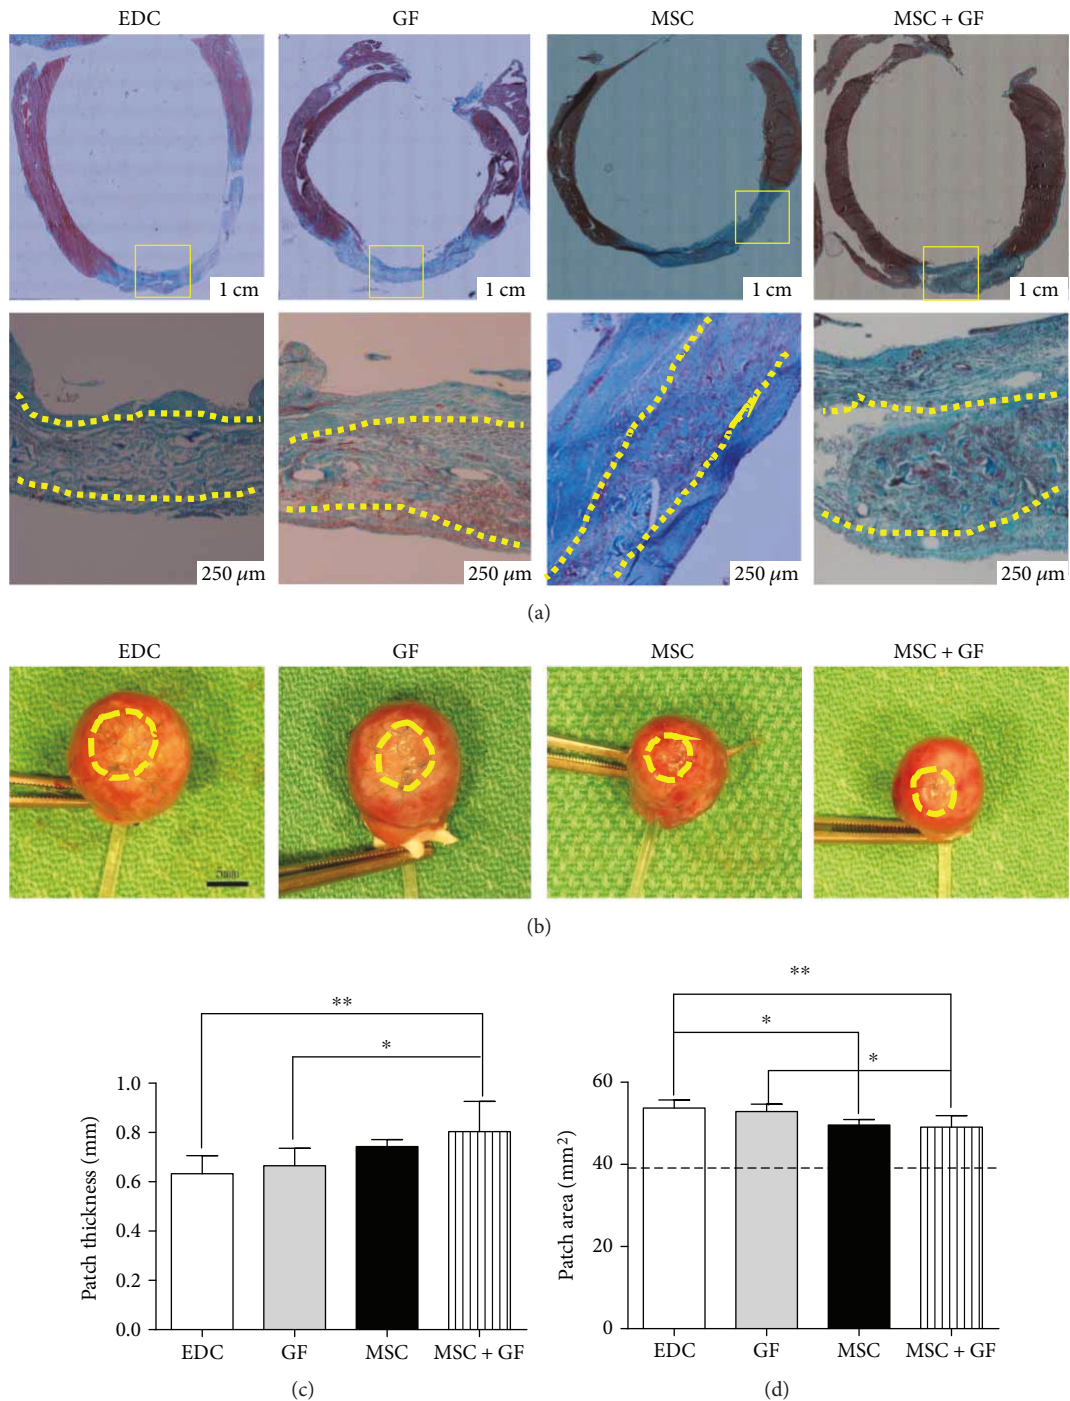 EDC GF MSC MSC + GF
1 cm 1 cm 1 cm 1 cm
250 μm 250 μm 250 μm 250 μm
(a)
EDC GF MSC MSC + GF
(b)
** 
*
1.0
0.8
0.6
0.4
0.2
0.0
Patch thickness (mm)
EDC GF MSC MSC + GF
(c)
**
*
*
60
40
20
0
Patch area (mm²)
EDC GF MSC MSC + GF
(d)